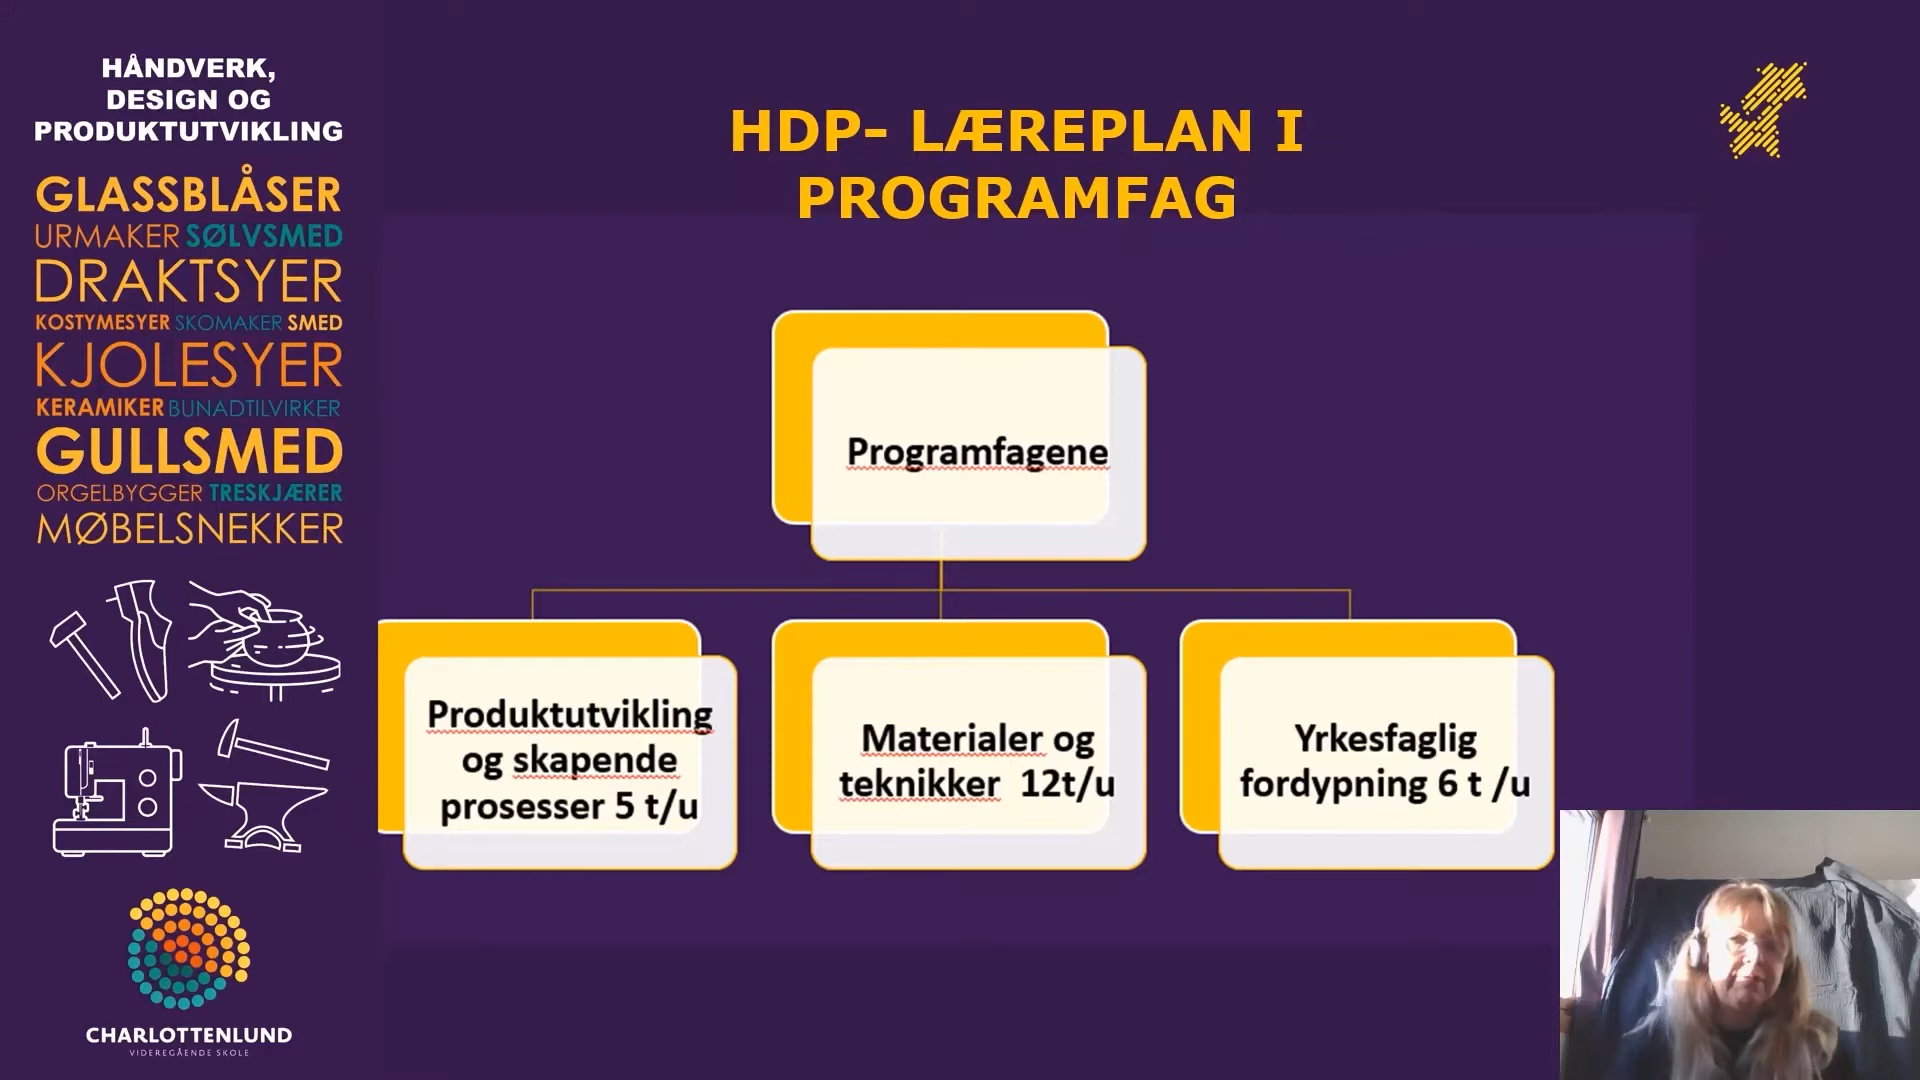 HÅNDVERK,
DESIGN OG
PRODUKTUTVIKLING
GLASSBLÅSER
URMAKER SØLVSMED
DRAKTSYER
KOSTYMESYER SKOMAKER SMED
KJOLESYER
KERAMIKER BUNADTILVIRKER
GULLSMED
ORGELBYGGER TRESKJÆRER
MØBELSNEKKER
CHARLOTTENLUND
VIDEREGÅENDE SKOLE
HDP- LÆREPLAN I
PROGRAMFAG
Programfagene
Produktutvikling
og skapende
prosesser 5 t/u
Materialer og
teknikker 12t/u
Yrkesfaglig
fordypning 6 t /u